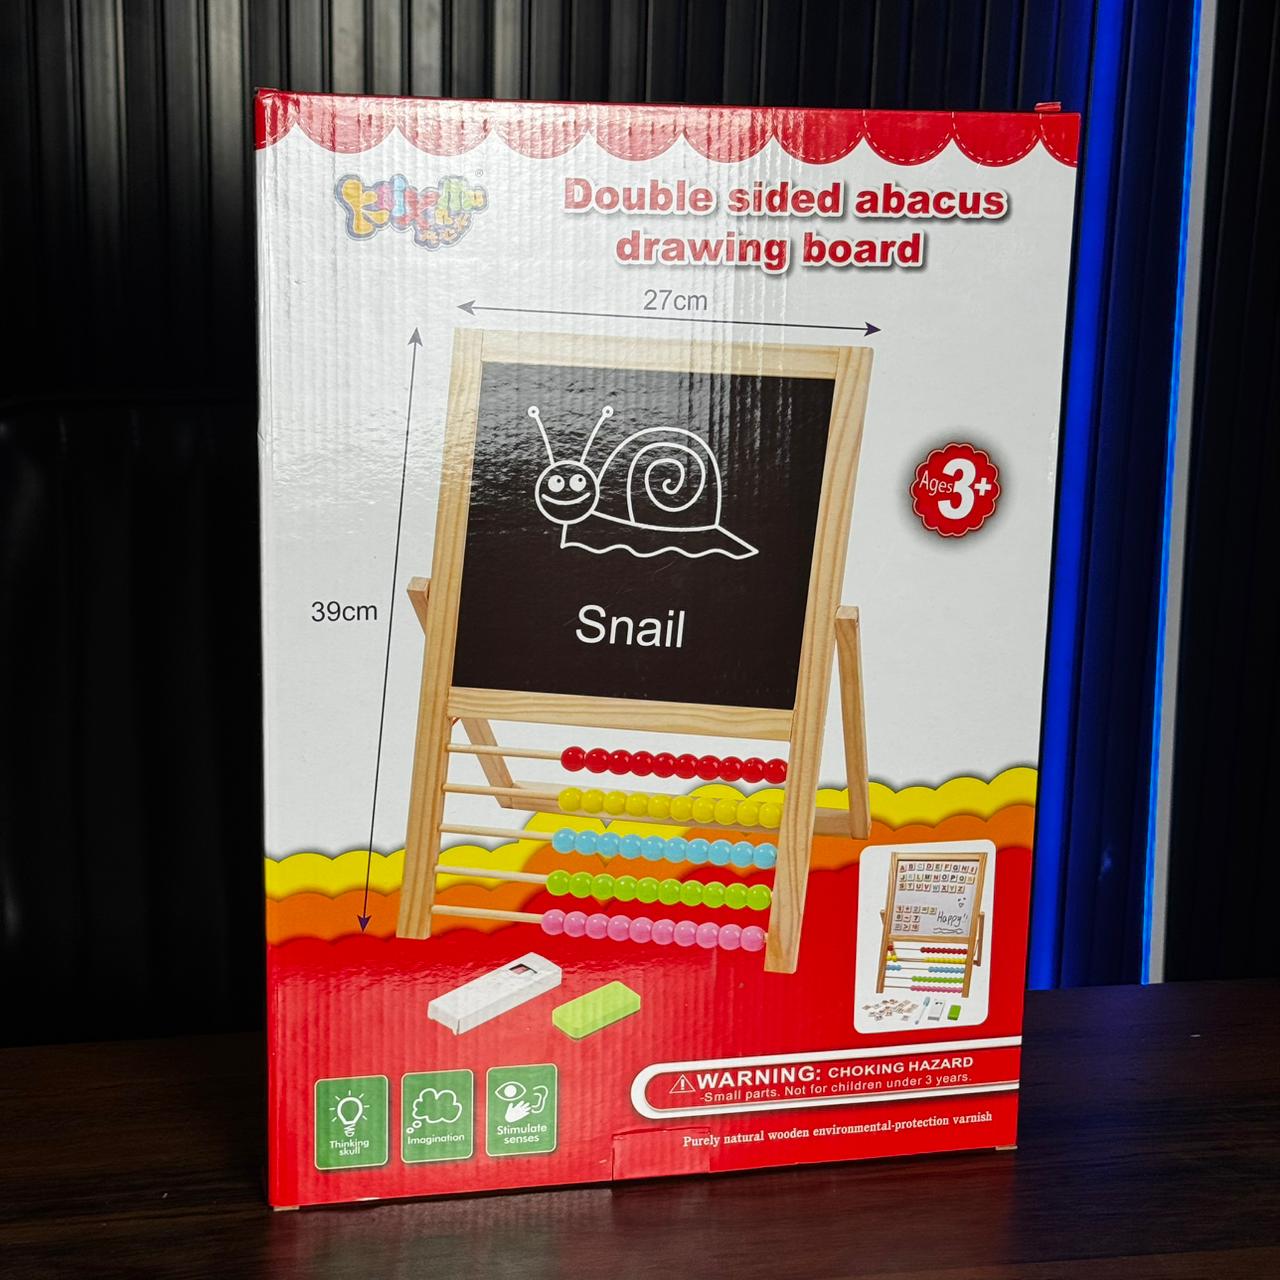 Double sided abacus
drawing board
27cm
39cm
Ages 3+
Snail
A B C D E F G H I
J K L M N O P Q R
S T U V W X Y Z
Happy!
⚠ WARNING: CHOKING HAZARD
-Small parts. Not for children under 3 years.
Purely natural wooden environmental-protection varnish
Thinking
skull
Imagination
Stimulate
senses